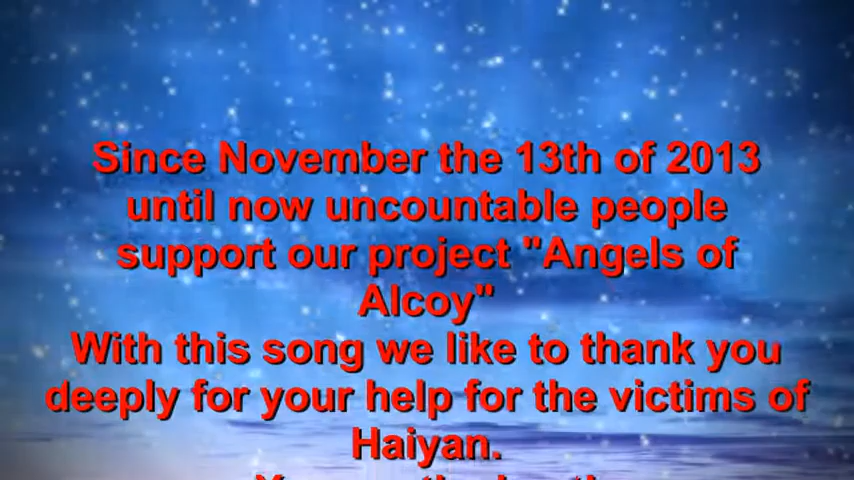 Since November the 13th of 2013
until now uncountable people
support our project "Angels of
Alcoy"
With this song we like to thank you
deeply for your help for the victims of
Haiyan.